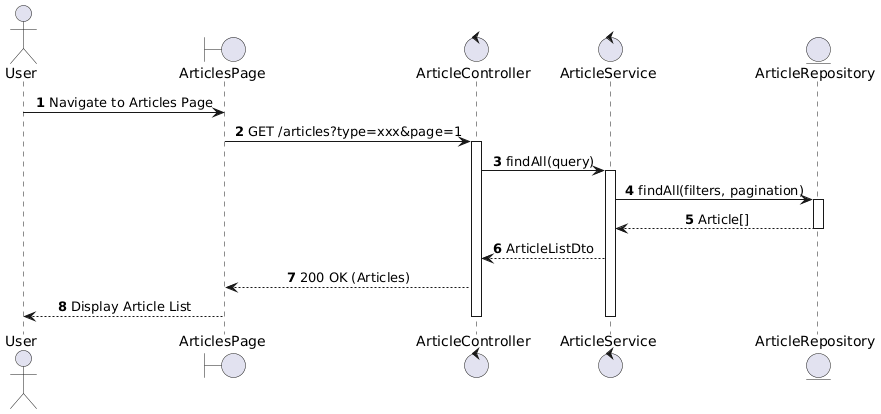 User
ArticlesPage
ArticleController
ArticleService
ArticleRepository
1 Navigate to Articles Page
2 GET /articles?type=xxx&page=1
3 findAll(query)
4 findAll(filters, pagination)
5 Article[]
6 ArticleListDto
7 200 OK (Articles)
8 Display Article List
User
ArticlesPage
ArticleController
ArticleService
ArticleRepository